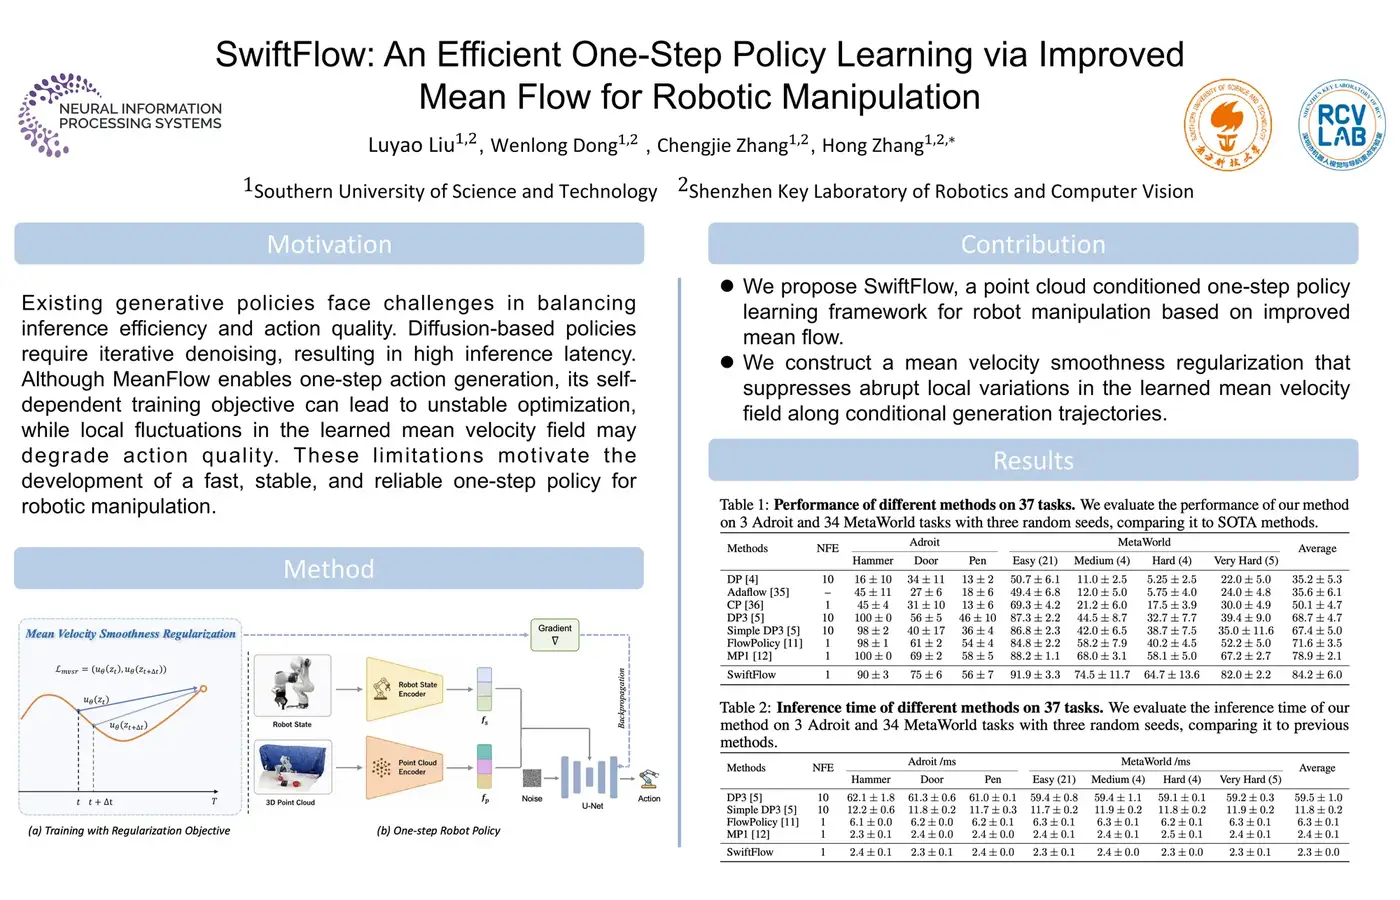 SwiftFlow: An Efficient One-Step Policy Learning via Improved
Mean Flow for Robotic Manipulation
NEURAL INFORMATION
PROCESSING SYSTEMS
RCV
LAB
Luyao Liu1,2, Wenlong Dong1,2 , Chengjie Zhang1,2, Hong Zhang1,2,*
1Southern University of Science and Technology 2Shenzhen Key Laboratory of Robotics and Computer Vision
Motivation
Existing generative policies face challenges in balancing
inference efficiency and action quality. Diffusion-based policies
require iterative denoising, resulting in high inference latency.
Although MeanFlow enables one-step action generation, its self-
dependent training objective can lead to unstable optimization,
while local fluctuations in the learned mean velocity field may
degrade action quality. These limitations motivate the
development of a fast, stable, and reliable one-step policy for
robotic manipulation.
Method
Mean Velocity Smoothness Regularization
ℒmvsr = (uθ(zt), uθ(zt+Δt))
uθ(zt)
uθ(zt+Δt)
t t + Δt T
(a) Training with Regularization Objective
Gradient
∇
Robot State
Robot State
Encoder
fs
Backpropagation
3D Point Cloud
Point Cloud
Encoder
fp
Noise
U-Net
Action
(b) One-step Robot Policy
Contribution
● We propose SwiftFlow, a point cloud conditioned one-step policy
learning framework for robot manipulation based on improved
mean flow.
● We construct a mean velocity smoothness regularization that
suppresses abrupt local variations in the learned mean velocity
field along conditional generation trajectories.
Results
Table 1: Performance of different methods on 37 tasks. We evaluate the performance of our method
on 3 Adroit and 34 MetaWorld tasks with three random seeds, comparing it to SOTA methods.
Methods NFE Adroit MetaWorld Average
Hammer Door Pen Easy (21) Medium (4) Hard (4) Very Hard (5)
DP [4] 10 16 ± 10 34 ± 11 13 ± 2 50.7 ± 6.1 11.0 ± 2.5 5.25 ± 2.5 22.0 ± 5.0 35.2 ± 5.3
Adaflow [35] – 45 ± 11 27 ± 6 18 ± 6 49.4 ± 6.8 12.0 ± 5.0 5.75 ± 4.0 24.0 ± 4.8 35.6 ± 6.1
CP [36] 1 45 ± 4 31 ± 10 13 ± 6 69.3 ± 4.2 21.2 ± 6.0 17.5 ± 3.9 30.0 ± 4.9 50.1 ± 4.7
DP3 [5] 10 100 ± 0 56 ± 5 46 ± 10 87.3 ± 2.2 44.5 ± 8.7 32.7 ± 7.7 39.4 ± 9.0 68.7 ± 4.7
Simple DP3 [5] 10 98 ± 2 40 ± 17 36 ± 4 86.8 ± 2.3 42.0 ± 6.5 38.7 ± 7.5 35.0 ± 11.6 67.4 ± 5.0
FlowPolicy [11] 1 98 ± 1 61 ± 2 54 ± 4 84.8 ± 2.2 58.2 ± 7.9 40.2 ± 4.5 52.2 ± 5.0 71.6 ± 3.5
MP1 [12] 1 100 ± 0 69 ± 2 58 ± 5 88.2 ± 1.1 68.0 ± 3.1 58.1 ± 5.0 67.2 ± 2.7 78.9 ± 2.1
SwiftFlow 1 90 ± 3 75 ± 6 56 ± 7 91.9 ± 3.3 74.5 ± 11.7 64.7 ± 13.6 82.0 ± 2.2 84.2 ± 6.0
Table 2: Inference time of different methods on 37 tasks. We evaluate the inference time of our
method on 3 Adroit and 34 MetaWorld tasks with three random seeds, comparing it to previous
methods.
Methods NFE Adroit /ms MetaWorld /ms Average
Hammer Door Pen Easy (21) Medium (4) Hard (4) Very Hard (5)
DP3 [5] 10 62.1 ± 1.8 61.3 ± 0.6 61.0 ± 0.1 59.4 ± 0.8 59.4 ± 1.1 59.1 ± 0.1 59.2 ± 0.3 59.5 ± 1.0
Simple DP3 [5] 10 12.2 ± 0.6 11.8 ± 0.2 11.7 ± 0.3 11.7 ± 0.2 11.9 ± 0.2 11.8 ± 0.2 11.9 ± 0.2 11.8 ± 0.2
FlowPolicy [11] 1 6.1 ± 0.0 6.2 ± 0.0 6.2 ± 0.1 6.3 ± 0.1 6.3 ± 0.1 6.2 ± 0.1 6.3 ± 0.1 6.3 ± 0.1
MP1 [12] 1 2.3 ± 0.1 2.4 ± 0.0 2.4 ± 0.0 2.4 ± 0.1 2.4 ± 0.1 2.5 ± 0.1 2.4 ± 0.1 2.4 ± 0.1
SwiftFlow 1 2.4 ± 0.1 2.3 ± 0.1 2.4 ± 0.0 2.3 ± 0.1 2.4 ± 0.0 2.3 ± 0.0 2.3 ± 0.1 2.3 ± 0.0